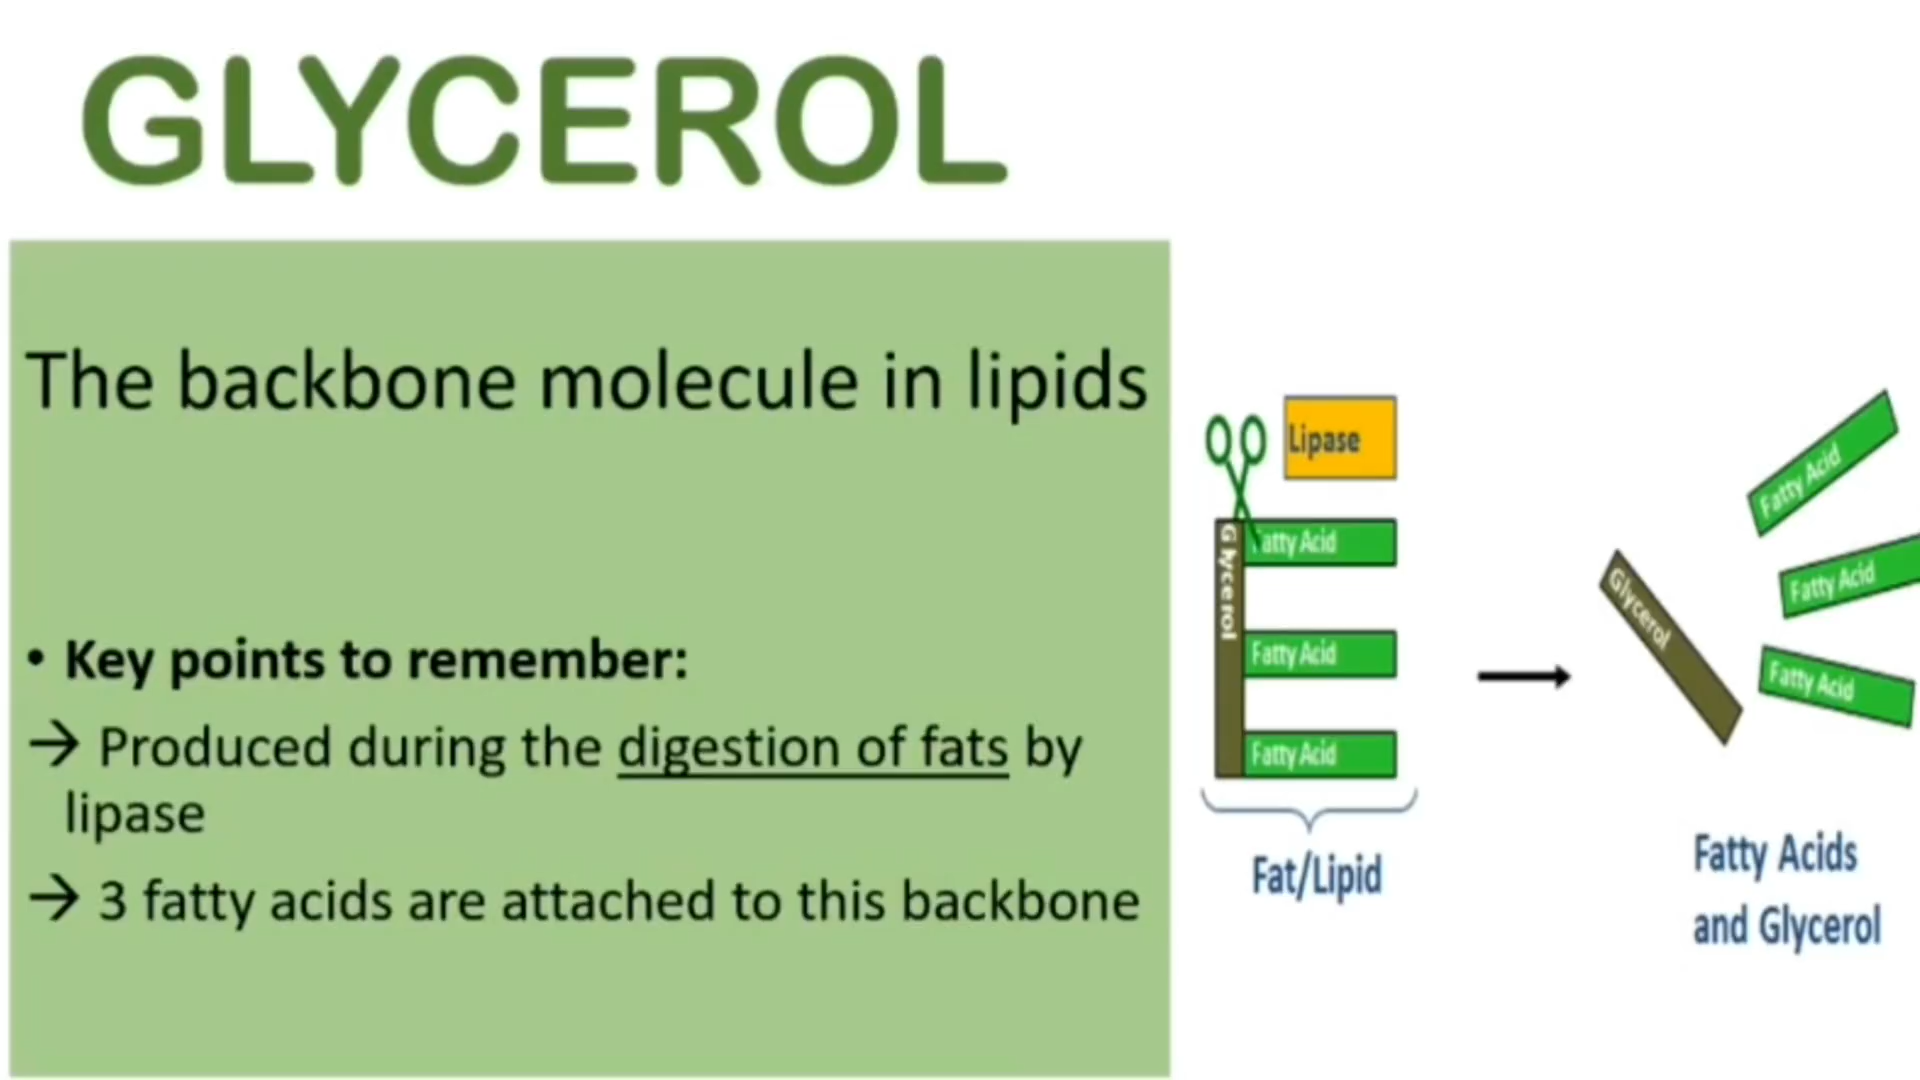 GLYCEROL
The backbone molecule in lipids
• Key points to remember:
→ Produced during the digestion of fats by
lipase
→ 3 fatty acids are attached to this backbone
Lipase
Glycerol
Fatty Acid
Fatty Acid
Fatty Acid
Fat/Lipid
Glycerol
Fatty Acid
Fatty Acid
Fatty Acid
Fatty Acids
and Glycerol